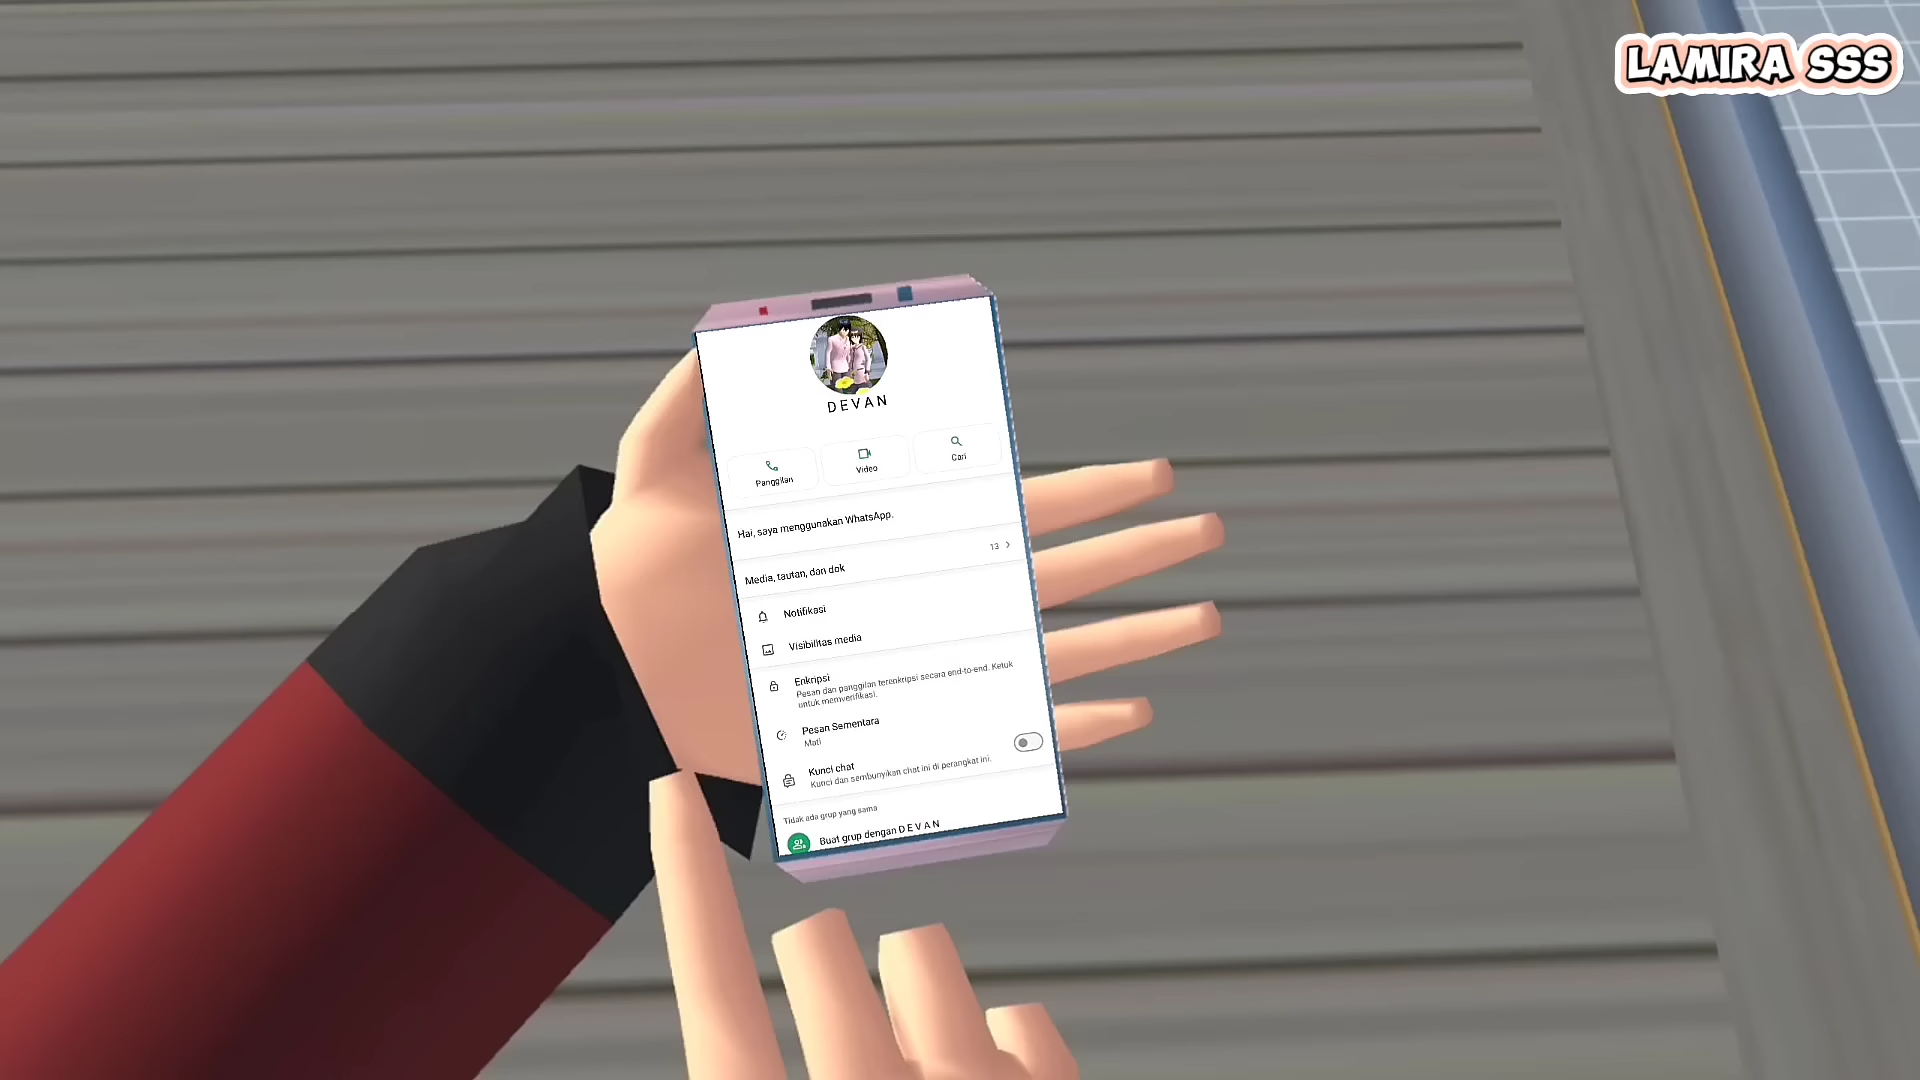 LAMIRA SSS
DEVAN
Panggilan
Video
Cari
Hai, saya menggunakan WhatsApp.
Media, tautan, dan dok
13
Notifikasi
Visibilitas media
Enkripsi
Pesan dan panggilan terenkripsi secara end-to-end. Ketuk
untuk memverifikasi.
Pesan Sementara
Mati
Kunci chat
Kunci dan sembunyikan chat ini di perangkat ini.
Tidak ada grup yang sama
Buat grup dengan D E V A N